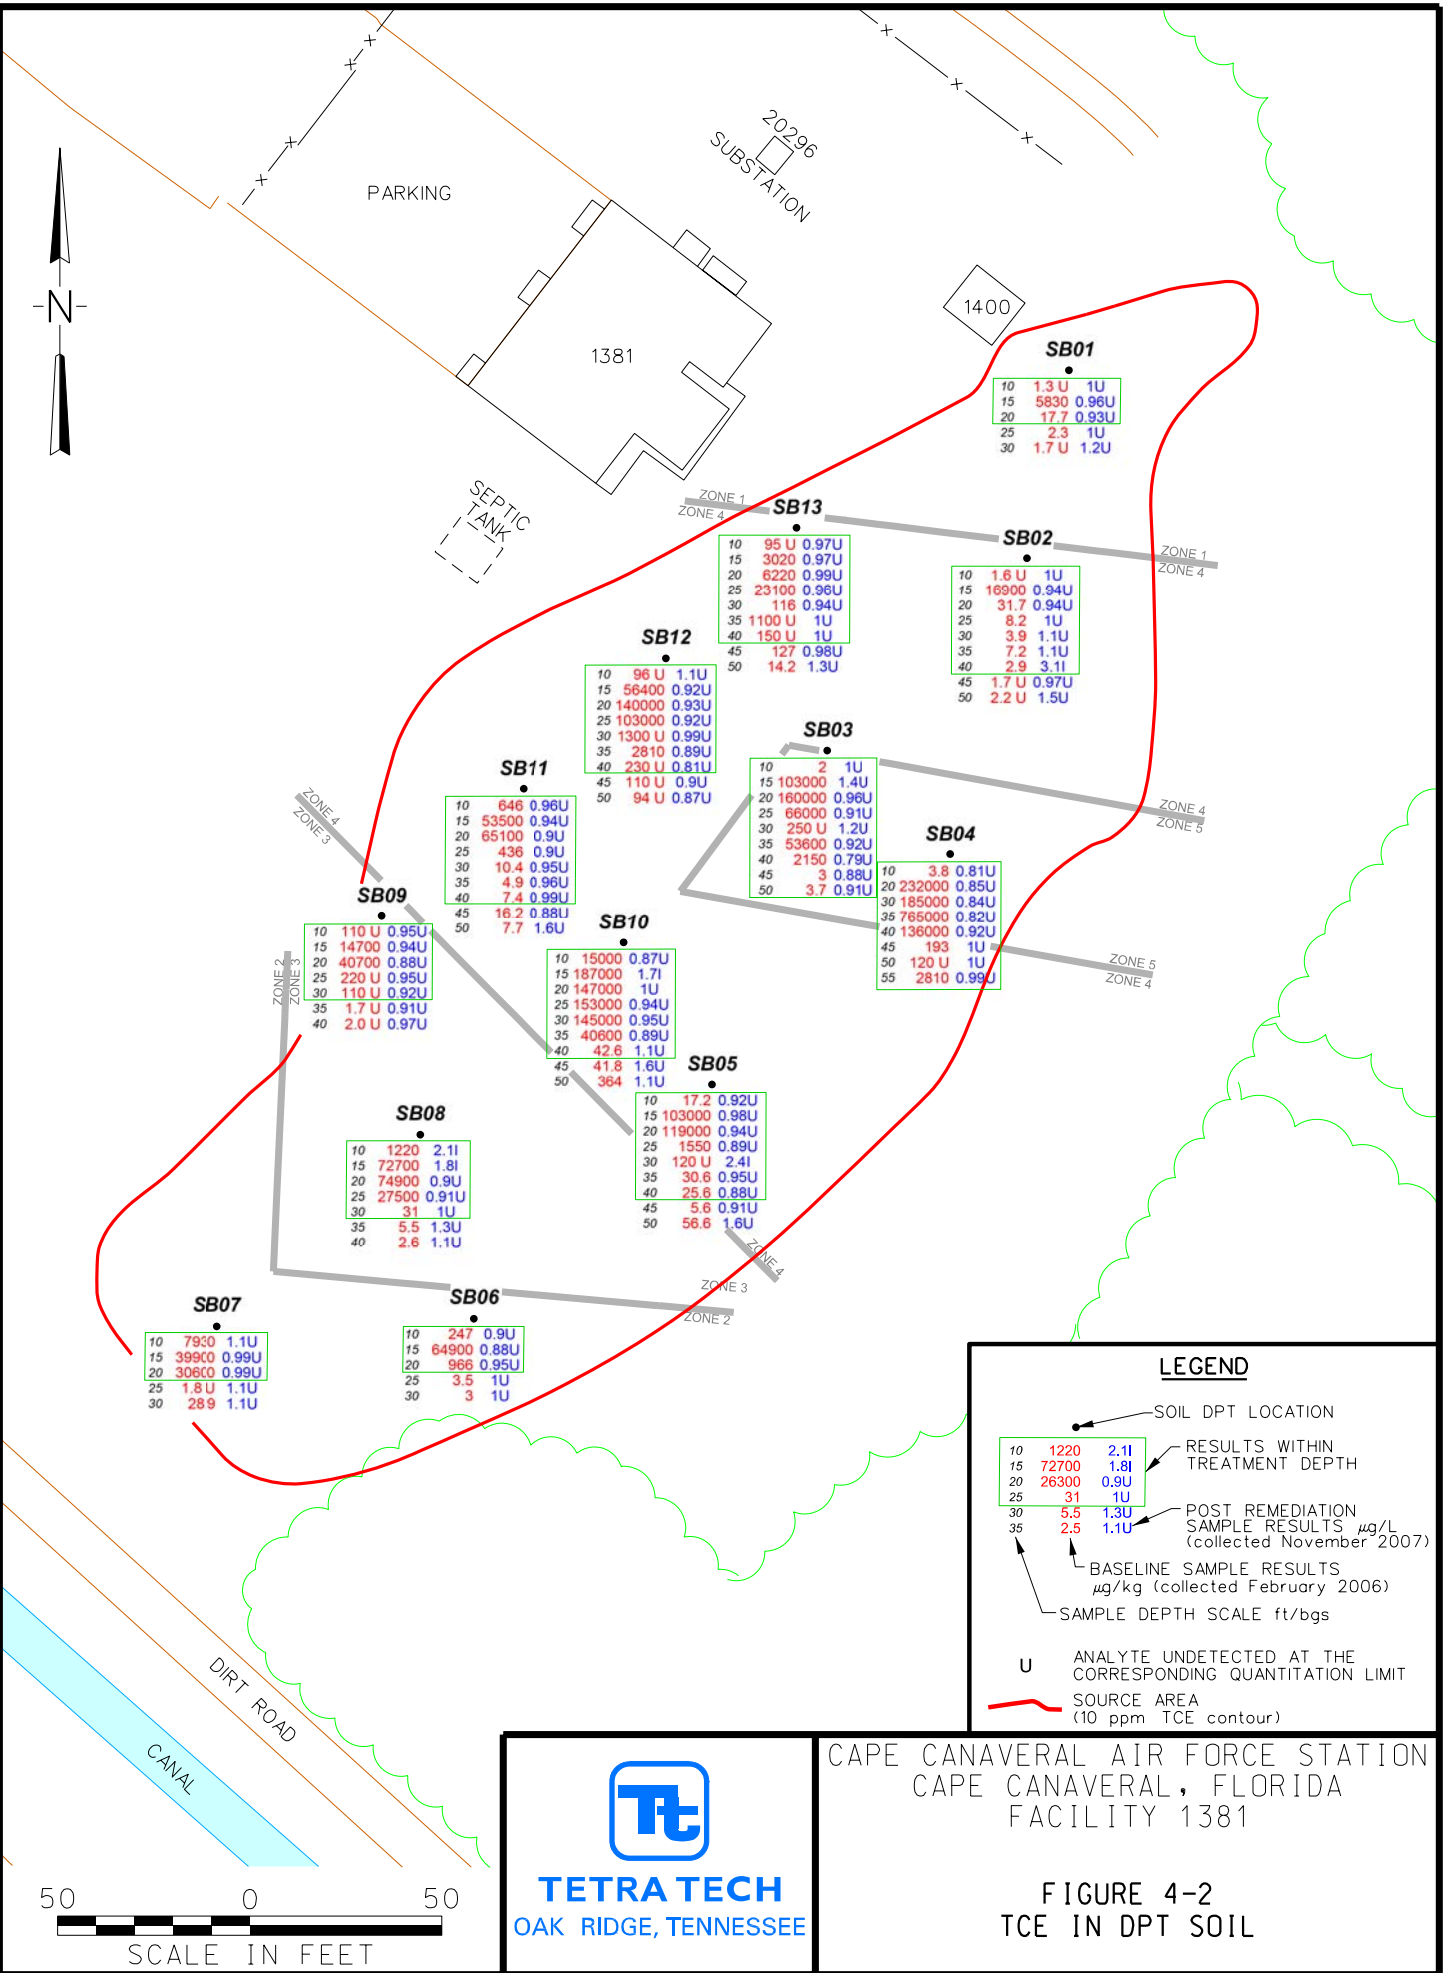 20296
SUBSTATION
PARKING
-N-
1400
1381
SB01
10 1.3 U 1U
15 5830 0.96U
20 17.7 0.93U
25 2.3 1U
30 1.7 U 1.2U
SEPTIC
TANK
ZONE 1
ZONE 4
SB13
10 95 U 0.97U
15 3020 0.97U
20 6220 0.99U
25 23100 0.96U
30 116 0.94U
35 1100 U 1U
40 150 U 1U
45 127 0.98U
50 14.2 1.3U
SB02
10 1.6 U 1U
15 16900 0.94U
20 31.7 0.94U
25 8.2 1U
30 3.9 1.1U
35 7.2 1.1U
40 2.9 3.1I
45 1.7 U 0.97U
50 2.2 U 1.5U
ZONE 1
ZONE 4
SB12
10 96 U 1.1U
15 56400 0.92U
20 140000 0.93U
25 103000 0.92U
30 1300 U 0.99U
35 2810 0.89U
40 230 U 0.81U
45 110 U 0.9U
50 94 U 0.87U
SB03
10 2 1U
15 103000 1.4U
20 160000 0.96U
25 66000 0.91U
30 250 U 1.2U
35 53600 0.92U
40 2150 0.79U
45 3 0.88U
50 3.7 0.91U
ZONE 4
ZONE 5
SB11
10 646 0.96U
15 53500 0.94U
20 65100 0.9U
25 436 0.9U
30 10.4 0.95U
35 4.9 0.96U
40 7.4 0.99U
45 16.2 0.88U
50 7.7 1.6U
ZONE 4
ZONE 3
SB04
10 3.8 0.81U
20 232000 0.85U
30 185000 0.84U
35 765000 0.82U
40 136000 0.92U
45 193 1U
50 120 U 1U
55 2810 0.99U
ZONE 5
ZONE 4
SB09
10 110 U 0.95U
15 14700 0.94U
20 40700 0.88U
25 220 U 0.95U
30 110 U 0.92U
35 1.7 U 0.91U
40 2.0 U 0.97U
ZONE 2
ZONE 3
SB10
10 15000 0.87U
15 187000 1.7I
20 147000 1U
25 153000 0.94U
30 145000 0.95U
35 40600 0.89U
40 42.6 1.1U
45 41.8 1.6U
50 364 1.1U
SB05
10 17.2 0.92U
15 103000 0.98U
20 119000 0.94U
25 1550 0.89U
30 120 U 2.4I
35 30.6 0.95U
40 25.6 0.88U
45 5.6 0.91U
50 56.6 1.6U
SB08
10 1220 2.1I
15 72700 1.8I
20 74900 0.9U
25 27500 0.91U
30 31 1U
35 5.5 1.3U
40 2.6 1.1U
ZONE 4
ZONE 3
ZONE 2
SB07
10 7930 1.1U
15 39900 0.99U
20 30600 0.99U
25 1.8 U 1.1U
30 289 1.1U
SB06
10 247 0.9U
15 64900 0.88U
20 966 0.95U
25 3.5 1U
30 3 1U
LEGEND
SOIL DPT LOCATION
10 1220 2.1I
15 72700 1.8I
20 26300 0.9U
25 31 1U
30 5.5 1.3U
35 2.5 1.1U
RESULTS WITHIN
TREATMENT DEPTH
POST REMEDIATION
SAMPLE RESULTS µg/L
(collected November 2007)
BASELINE SAMPLE RESULTS
µg/kg (collected February 2006)
SAMPLE DEPTH SCALE ft/bgs
U ANALYTE UNDETECTED AT THE
CORRESPONDING QUANTITATION LIMIT
SOURCE AREA
(10 ppm TCE contour)
DIRT ROAD
CANAL
50 0 50
SCALE IN FEET
Tt
TETRA TECH
OAK RIDGE, TENNESSEE
CAPE CANAVERAL AIR FORCE STATION
CAPE CANAVERAL, FLORIDA
FACILITY 1381
FIGURE 4-2
TCE IN DPT SOIL